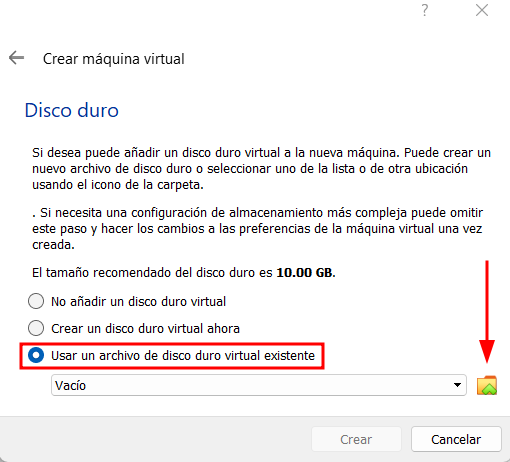 ?
Crear máquina virtual
Disco duro
Si desea puede añadir un disco duro virtual a la nueva máquina. Puede crear un
nuevo archivo de disco duro o seleccionar uno de la lista o de otra ubicación
usando el icono de la carpeta.
. Si necesita una configuración de almacenamiento más compleja puede omitir
este paso y hacer los cambios a las preferencias de la máquina virtual una vez
creada.
El tamaño recomendado del disco duro es 10.00 GB.
No añadir un disco duro virtual
Crear un disco duro virtual ahora
Usar un archivo de disco duro virtual existente
Vacío
Crear
Cancelar